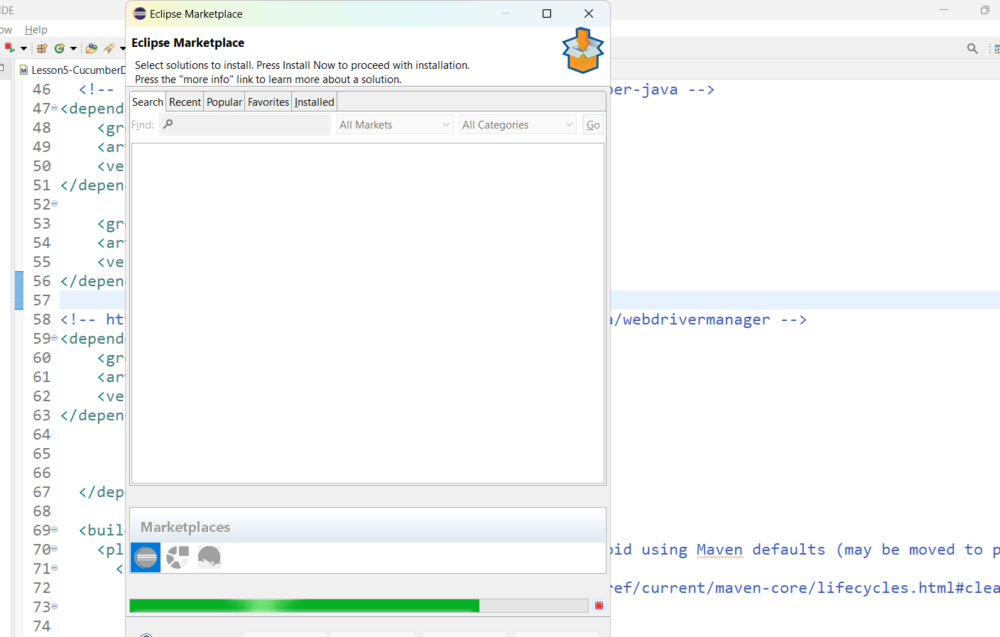 IDE
Eclipse Marketplace
ow Help
Eclipse Marketplace
Select solutions to install. Press Install Now to proceed with installation.
Press the "more info" link to learn more about a solution.
Lesson5-CucumberD
Search Recent Popular Favorites Installed
Find: All Markets All Categories Go
46 <!-- ber-java -->
47 <depend
48 <gr
49 <ar
50 <ve
51 </depen
52
53 <gr
54 <ar
55 <ve
56 </depen
57
58 <!-- ht a/webdrivermanager -->
59 <depend
60 <gr
61 <ar
62 <ve
63 </depen
64
65
66
67 </dep
68
Marketplaces
69 <buil
70 <pl oid using Maven defaults (may be moved to p
71 <
72 ref/current/maven-core/lifecycles.html#clea
73
74